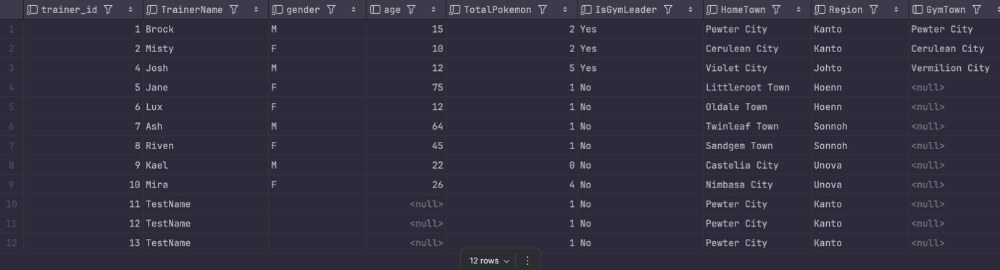 trainer_id TrainerName gender age TotalPokemon IsGymLeader HomeTown Region GymTown
1 1 Brock M 15 2 Yes Pewter City Kanto Pewter City
2 2 Misty F 10 2 Yes Cerulean City Kanto Cerulean City
3 4 Josh M 12 5 Yes Violet City Johto Vermilion City
4 5 Jane F 75 1 No Littleroot Town Hoenn <null>
5 6 Lux F 12 1 No Oldale Town Hoenn <null>
6 7 Ash M 64 1 No Twinleaf Town Sonnoh <null>
7 8 Riven F 45 1 No Sandgem Town Sonnoh <null>
8 9 Kael M 22 0 No Castelia City Unova <null>
9 10 Mira F 26 4 No Nimbasa City Unova <null>
10 11 TestName <null> 1 No Pewter City Kanto <null>
11 12 TestName <null> 1 No Pewter City Kanto <null>
12 13 TestName <null> 1 No Pewter City Kanto <null>
12 rows